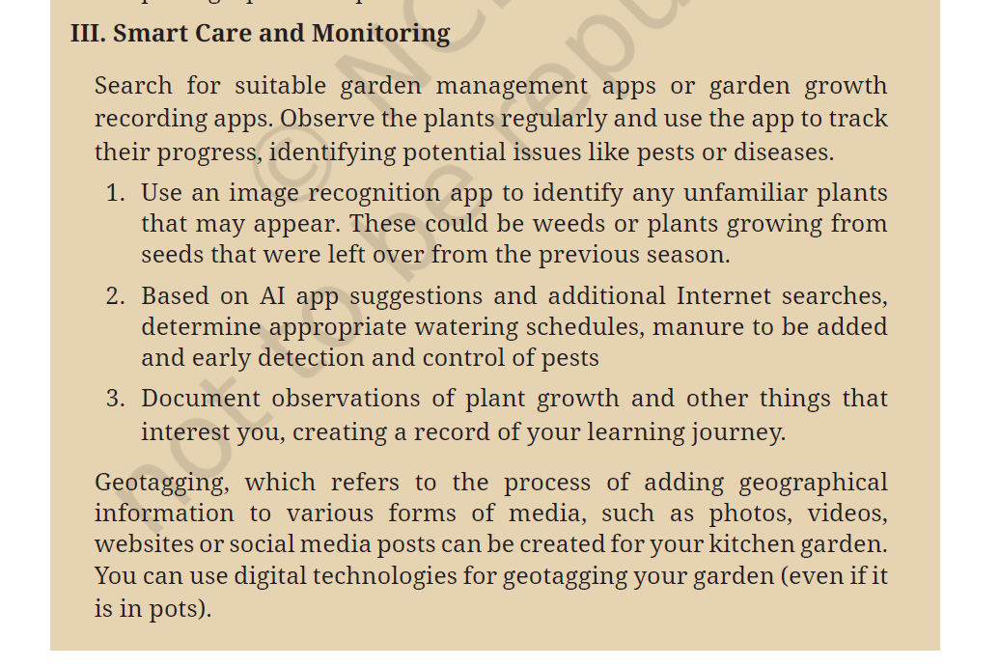 III. Smart Care and Monitoring
Search for suitable garden management apps or garden growth
recording apps. Observe the plants regularly and use the app to track
their progress, identifying potential issues like pests or diseases.
1. Use an image recognition app to identify any unfamiliar plants
that may appear. These could be weeds or plants growing from
seeds that were left over from the previous season.
2. Based on AI app suggestions and additional Internet searches,
determine appropriate watering schedules, manure to be added
and early detection and control of pests
3. Document observations of plant growth and other things that
interest you, creating a record of your learning journey.
Geotagging, which refers to the process of adding geographical
information to various forms of media, such as photos, videos,
websites or social media posts can be created for your kitchen garden.
You can use digital technologies for geotagging your garden (even if it
is in pots).
not to be